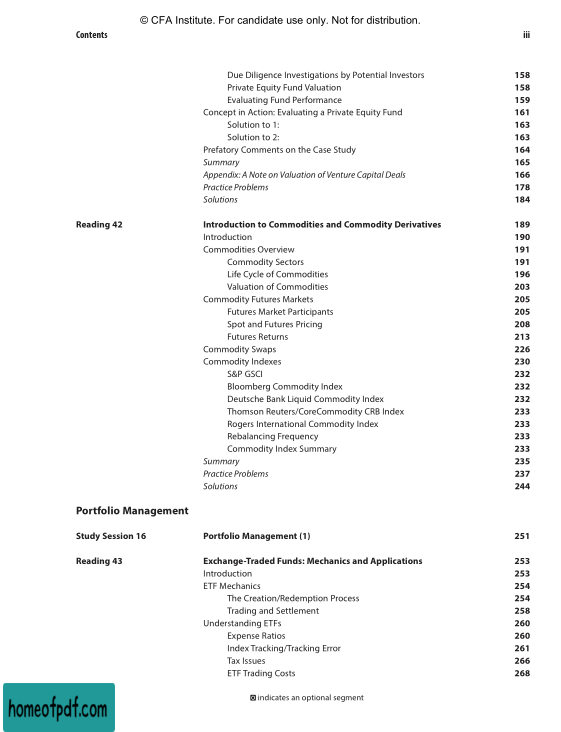 © CFA Institute. For candidate use only. Not for distribution.
Contents iii
Due Diligence Investigations by Potential Investors 158
Private Equity Fund Valuation 158
Evaluating Fund Performance 159
Concept in Action: Evaluating a Private Equity Fund 161
Solution to 1: 163
Solution to 2: 163
Prefatory Comments on the Case Study 164
Summary 165
Appendix: A Note on Valuation of Venture Capital Deals 166
Practice Problems 178
Solutions 184
Reading 42 Introduction to Commodities and Commodity Derivatives 189
Introduction 190
Commodities Overview 191
Commodity Sectors 191
Life Cycle of Commodities 196
Valuation of Commodities 203
Commodity Futures Markets 205
Futures Market Participants 205
Spot and Futures Pricing 208
Futures Returns 213
Commodity Swaps 226
Commodity Indexes 230
S&P GSCI 232
Bloomberg Commodity Index 232
Deutsche Bank Liquid Commodity Index 232
Thomson Reuters/CoreCommodity CRB Index 233
Rogers International Commodity Index 233
Rebalancing Frequency 233
Commodity Index Summary 233
Summary 235
Practice Problems 237
Solutions 244
Portfolio Management
Study Session 16 Portfolio Management (1) 251
Reading 43 Exchange-Traded Funds: Mechanics and Applications 253
Introduction 253
ETF Mechanics 254
The Creation/Redemption Process 254
Trading and Settlement 258
Understanding ETFs 260
Expense Ratios 260
Index Tracking/Tracking Error 261
Tax Issues 266
ETF Trading Costs 268
indicates an optional segment
homeofpdf.com